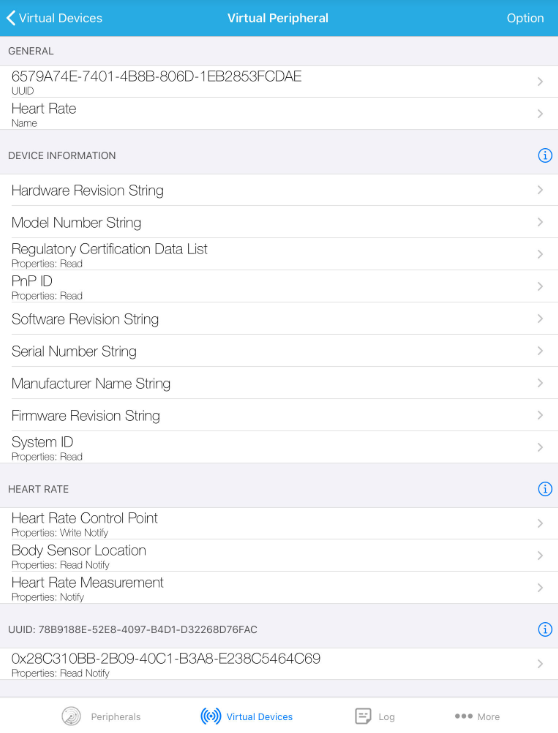 Virtual Devices
Virtual Peripheral
Option
GENERAL
6579A74E-7401-4B8B-806D-1EB2853FCDAE
UUID
Heart Rate
Name
DEVICE INFORMATION
Hardware Revision String
Model Number String
Regulatory Certification Data List
Properties: Read
PnP ID
Properties: Read
Software Revision String
Serial Number String
Manufacturer Name String
Firmware Revision String
System ID
Properties: Read
HEART RATE
Heart Rate Control Point
Properties: Write Notify
Body Sensor Location
Properties: Read Notify
Heart Rate Measurement
Properties: Notify
UUID: 78B9188E-52E8-4097-B4D1-D32268D76FAC
0x28C310BB-2B09-40C1-B3A8-E238C5464C69
Properties: Read Notify
Peripherals
Virtual Devices
Log
More